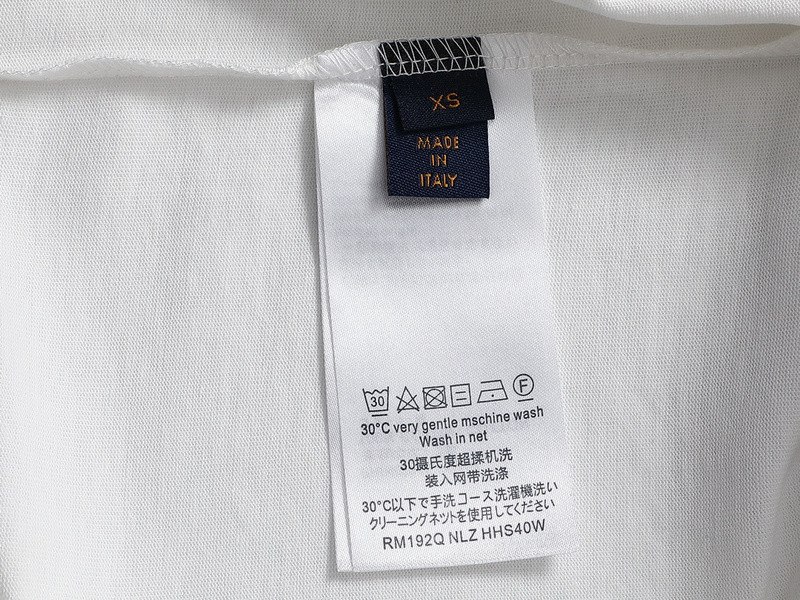 XS
MADE
IN
ITALY
30
F
30°C very gentle mschine wash
Wash in net
30摄氏度超揉机洗
装入网带洗涤
30°C以下で手洗コース洗濯機洗い
クリーニングネットを使用してください
RM192Q NLZ HHS40W